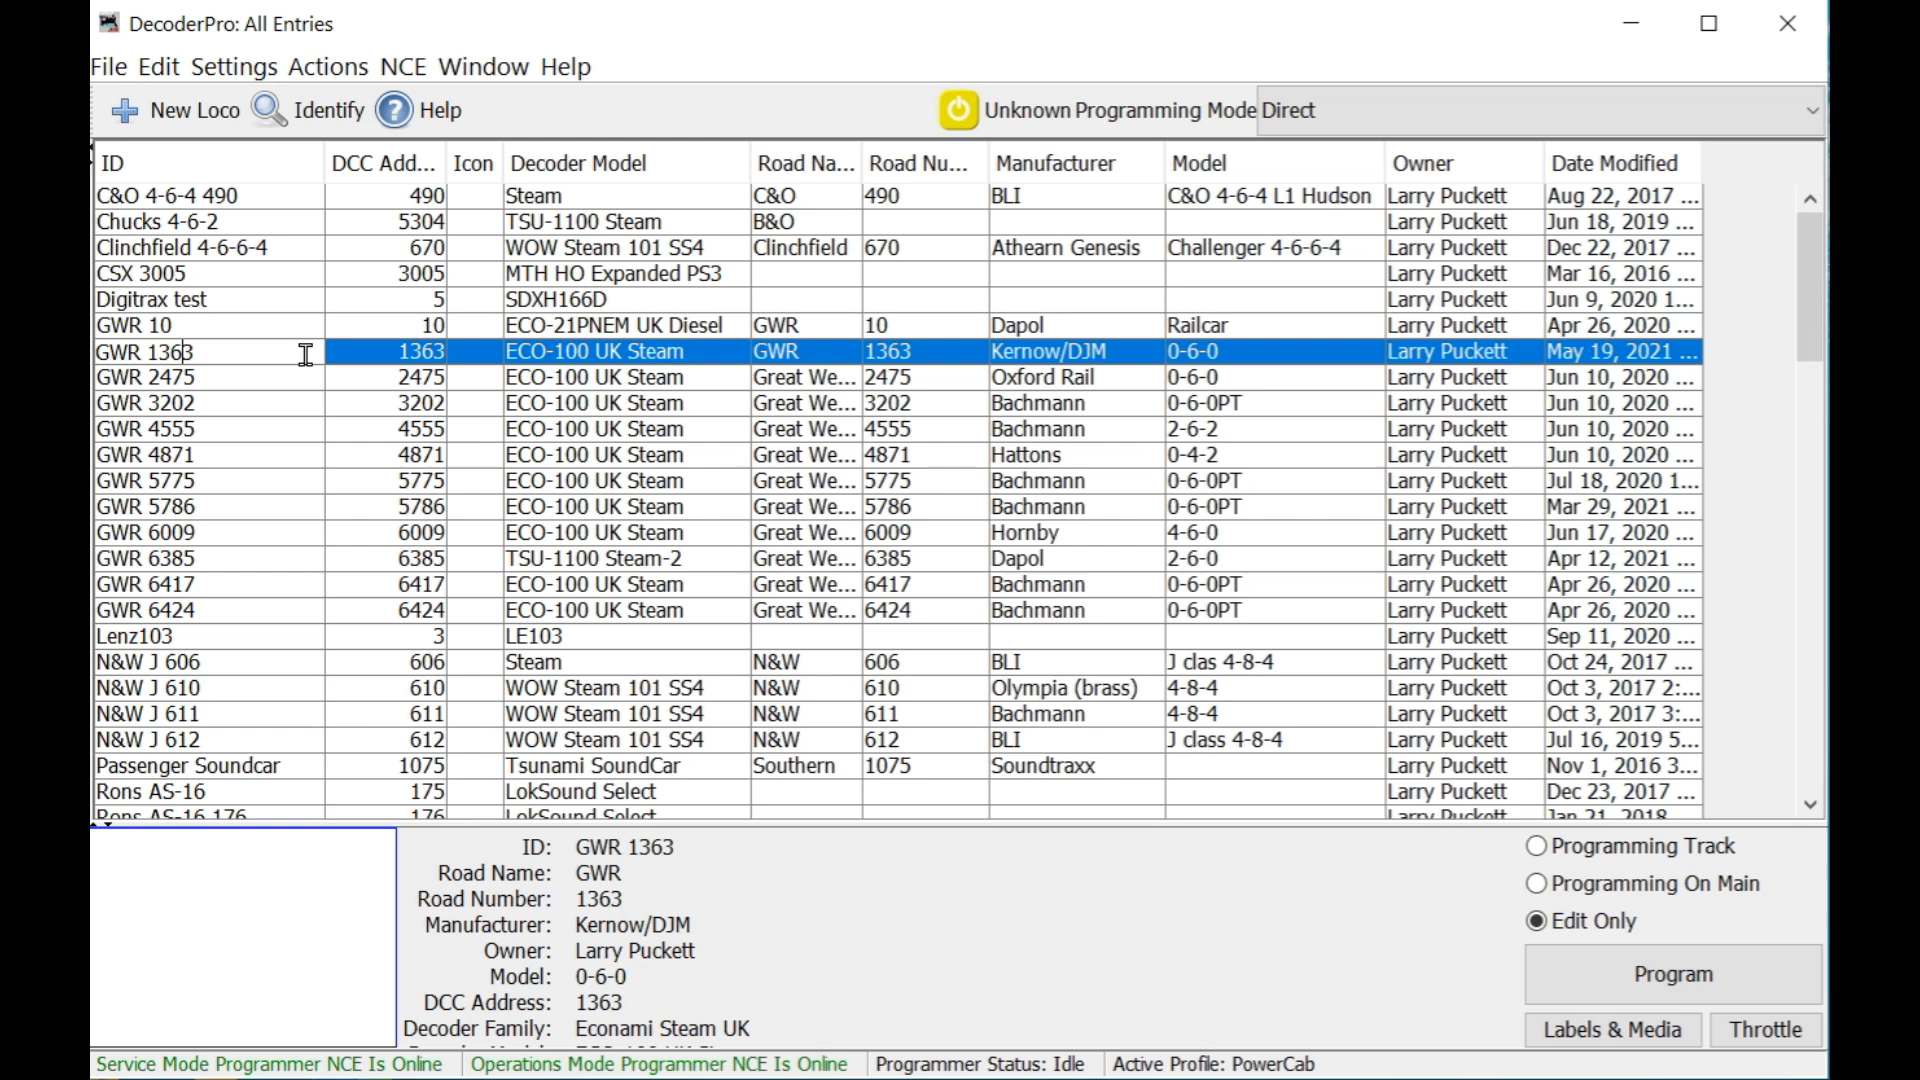 DecoderPro: All Entries
File Edit Settings Actions NCE Window Help
New Loco Identify Help Unknown Programming Mode Direct
ID DCC Add... Icon Decoder Model Road Na... Road Nu... Manufacturer Model Owner Date Modified
C&O 4-6-4 490 490 Steam C&O 490 BLI C&O 4-6-4 L1 Hudson Larry Puckett Aug 22, 2017 ...
Chucks 4-6-2 5304 TSU-1100 Steam B&O Larry Puckett Jun 18, 2019 ...
Clinchfield 4-6-6-4 670 WOW Steam 101 SS4 Clinchfield 670 Athearn Genesis Challenger 4-6-6-4 Larry Puckett Dec 22, 2017 ...
CSX 3005 3005 MTH HO Expanded PS3 Larry Puckett Mar 16, 2016 ...
Digitrax test 5 SDXH166D Larry Puckett Jun 9, 2020 1...
GWR 10 10 ECO-21PNEM UK Diesel GWR 10 Dapol Railcar Larry Puckett Apr 26, 2020 ...
GWR 1363 1363 ECO-100 UK Steam GWR 1363 Kernow/DJM 0-6-0 Larry Puckett May 19, 2021 ...
GWR 2475 2475 ECO-100 UK Steam Great We... 2475 Oxford Rail 0-6-0 Larry Puckett Jun 10, 2020 ...
GWR 3202 3202 ECO-100 UK Steam Great We... 3202 Bachmann 0-6-0PT Larry Puckett Jun 10, 2020 ...
GWR 4555 4555 ECO-100 UK Steam Great We... 4555 Bachmann 2-6-2 Larry Puckett Jun 10, 2020 ...
GWR 4871 4871 ECO-100 UK Steam Great We... 4871 Hattons 0-4-2 Larry Puckett Jun 10, 2020 ...
GWR 5775 5775 ECO-100 UK Steam Great We... 5775 Bachmann 0-6-0PT Larry Puckett Jul 18, 2020 1...
GWR 5786 5786 ECO-100 UK Steam Great We... 5786 Bachmann 0-6-0PT Larry Puckett Mar 29, 2021 ...
GWR 6009 6009 ECO-100 UK Steam Great We... 6009 Hornby 4-6-0 Larry Puckett Jun 17, 2020 ...
GWR 6385 6385 TSU-1100 Steam-2 Great We... 6385 Dapol 2-6-0 Larry Puckett Apr 12, 2021 ...
GWR 6417 6417 ECO-100 UK Steam Great We... 6417 Bachmann 0-6-0PT Larry Puckett Apr 26, 2020 ...
GWR 6424 6424 ECO-100 UK Steam Great We... 6424 Bachmann 0-6-0PT Larry Puckett Apr 26, 2020 ...
Lenz103 3 LE103 Larry Puckett Sep 11, 2020 ...
N&W J 606 606 Steam N&W 606 BLI J clas 4-8-4 Larry Puckett Oct 24, 2017 ...
N&W J 610 610 WOW Steam 101 SS4 N&W 610 Olympia (brass) 4-8-4 Larry Puckett Oct 3, 2017 2:...
N&W J 611 611 WOW Steam 101 SS4 N&W 611 Bachmann 4-8-4 Larry Puckett Oct 3, 2017 3:...
N&W J 612 612 WOW Steam 101 SS4 N&W 612 BLI J class 4-8-4 Larry Puckett Jul 16, 2019 5...
Passenger Soundcar 1075 Tsunami SoundCar Southern 1075 Soundtraxx Larry Puckett Nov 1, 2016 3...
Rons AS-16 175 LokSound Select Larry Puckett Dec 23, 2017 ...
Rons AS-16 176 176 LokSound Select Larry Puckett Jan 21, 2018
ID: GWR 1363
Road Name: GWR
Road Number: 1363
Manufacturer: Kernow/DJM
Owner: Larry Puckett
Model: 0-6-0
DCC Address: 1363
Decoder Family: Econami Steam UK
Programming Track
Programming On Main
Edit Only
Program
Labels & Media Throttle
Service Mode Programmer NCE Is Online Operations Mode Programmer NCE Is Online Programmer Status: Idle Active Profile: PowerCab